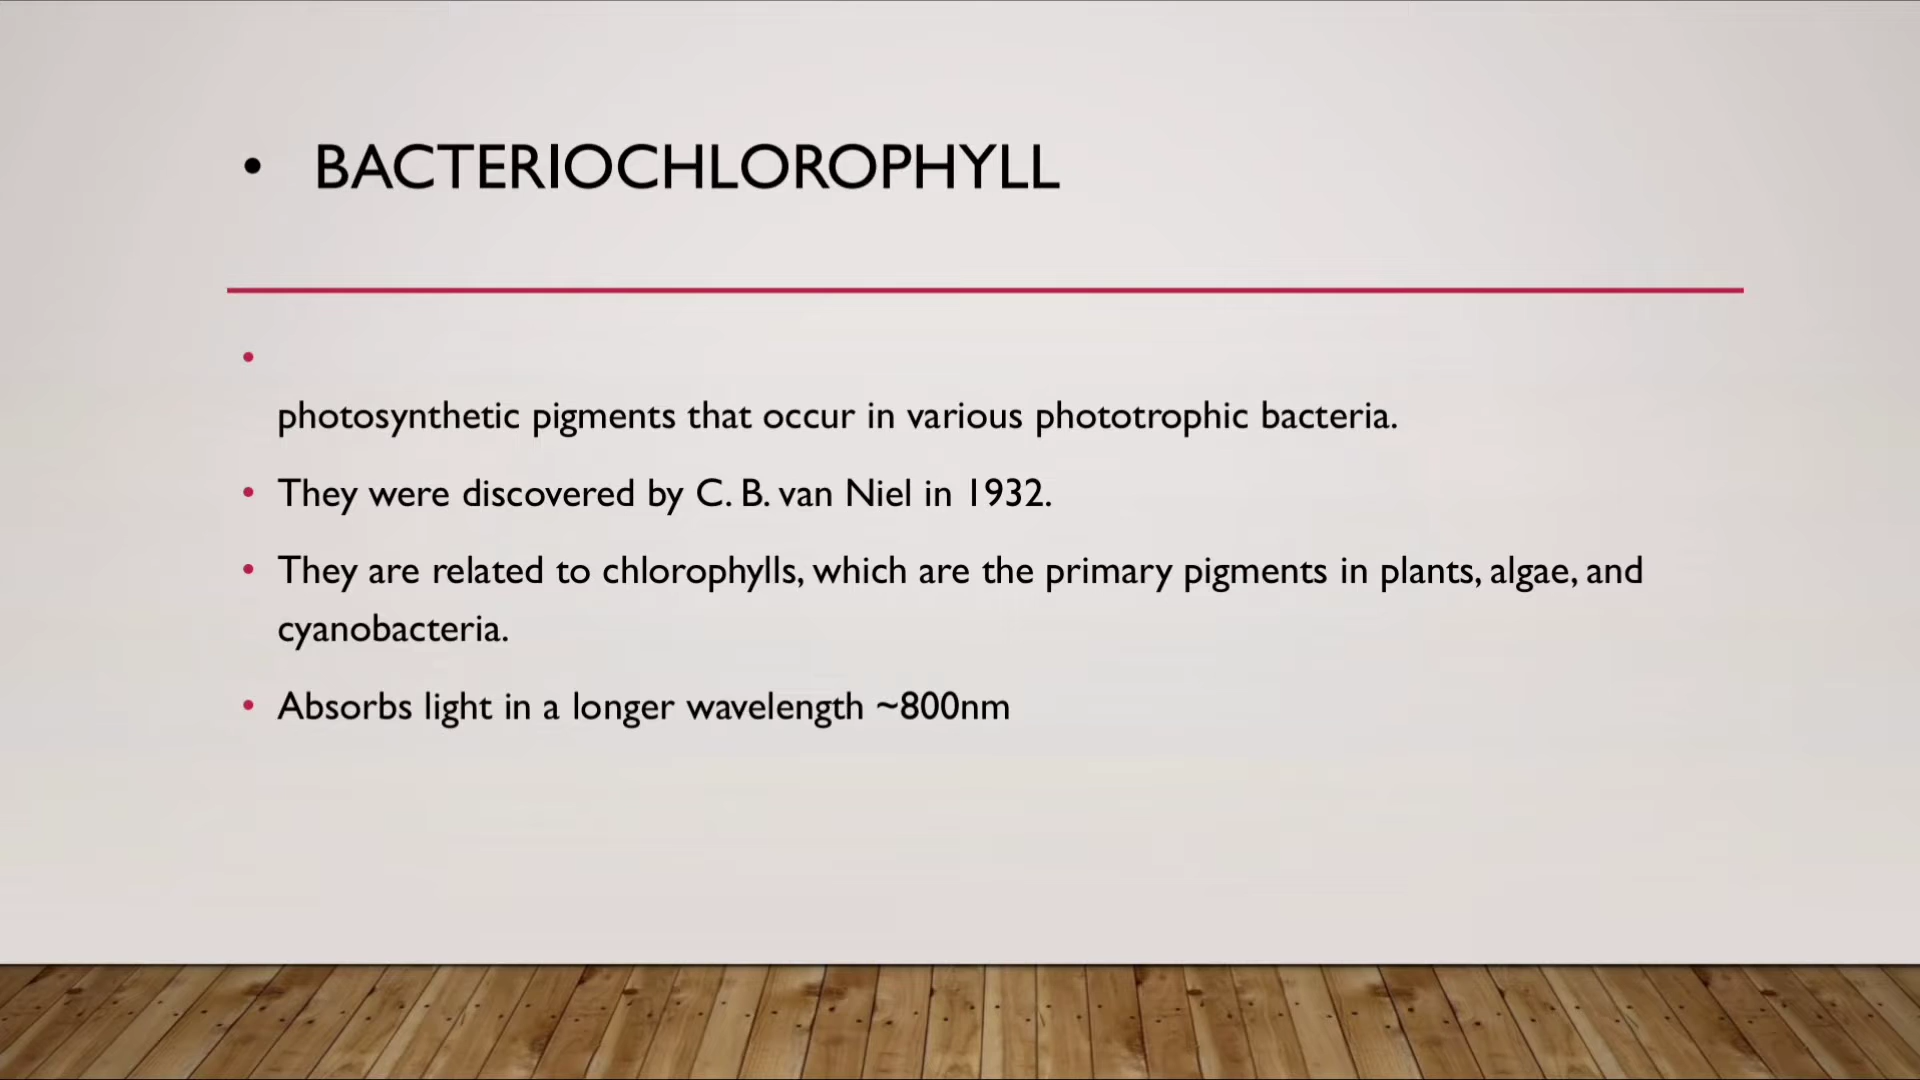 • BACTERIOCHLOROPHYLL
•
photosynthetic pigments that occur in various phototrophic bacteria.
• They were discovered by C. B. van Niel in 1932.
• They are related to chlorophylls, which are the primary pigments in plants, algae, and
cyanobacteria.
• Absorbs light in a longer wavelength ~800nm